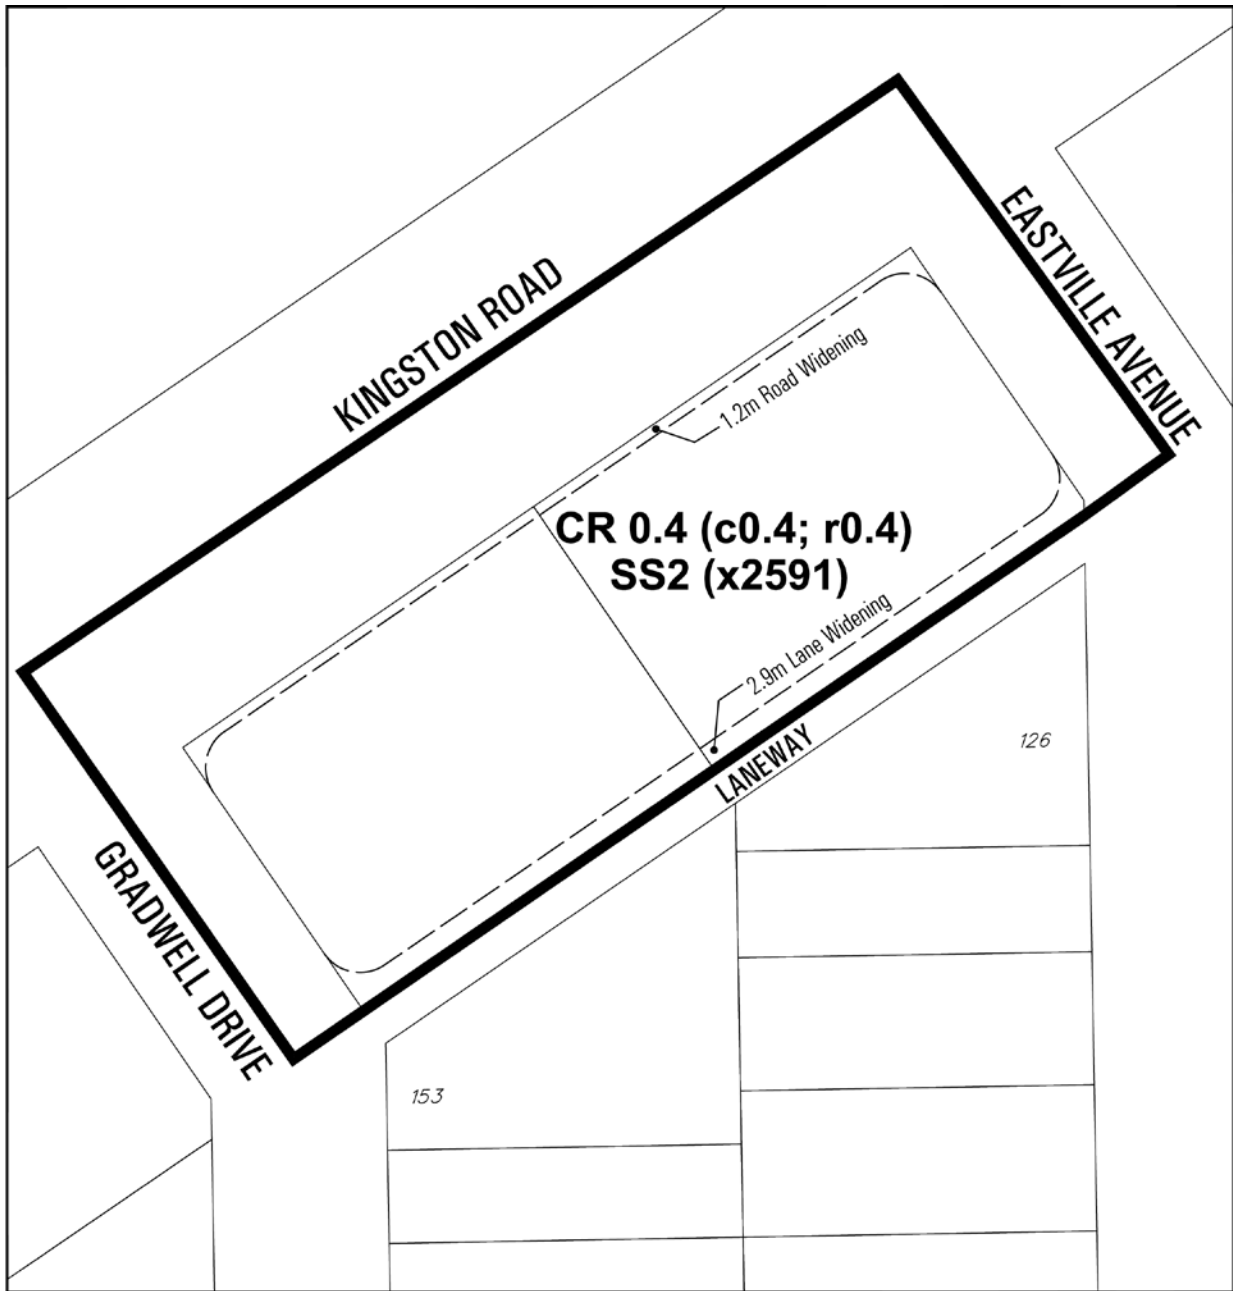 KINGSTON ROAD
EASTVILLE AVENUE
1.2m Road Widening
CR 0.4 (c0.4; r0.4)
SS2 (x2591)
2.9m Lane Widening
LANEWAY
126
GRADWELL DRIVE
153